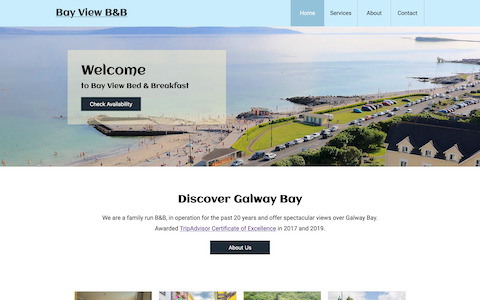 Bay View B&B
Home Services About Contact
Welcome
to Bay View Bed & Breakfast
Check Availability
Discover Galway Bay
We are a family run B&B, in operation for the past 20 years and offer spectacular views over Galway Bay.
Awarded TripAdvisor Certificate of Excellence in 2017 and 2019.
About Us